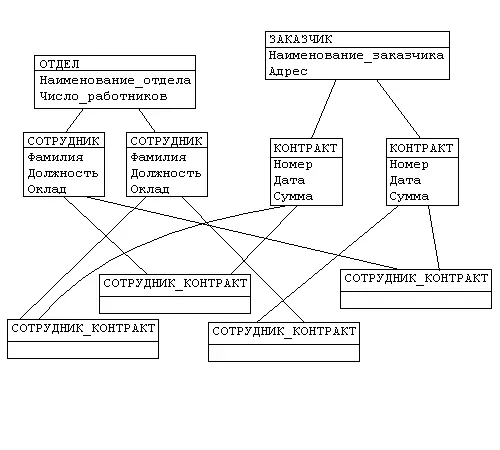 ЗАКАЗЧИК
Наименование_заказчика
Адрес
ОТДЕЛ
Наименование_отдела
Число_работников
СОТРУДНИК
Фамилия
Должность
Оклад
СОТРУДНИК
Фамилия
Должность
Оклад
КОНТРАКТ
Номер
Дата
Сумма
КОНТРАКТ
Номер
Дата
Сумма
СОТРУДНИК_КОНТРАКТ
СОТРУДНИК_КОНТРАКТ
СОТРУДНИК_КОНТРАКТ
СОТРУДНИК_КОНТРАКТ